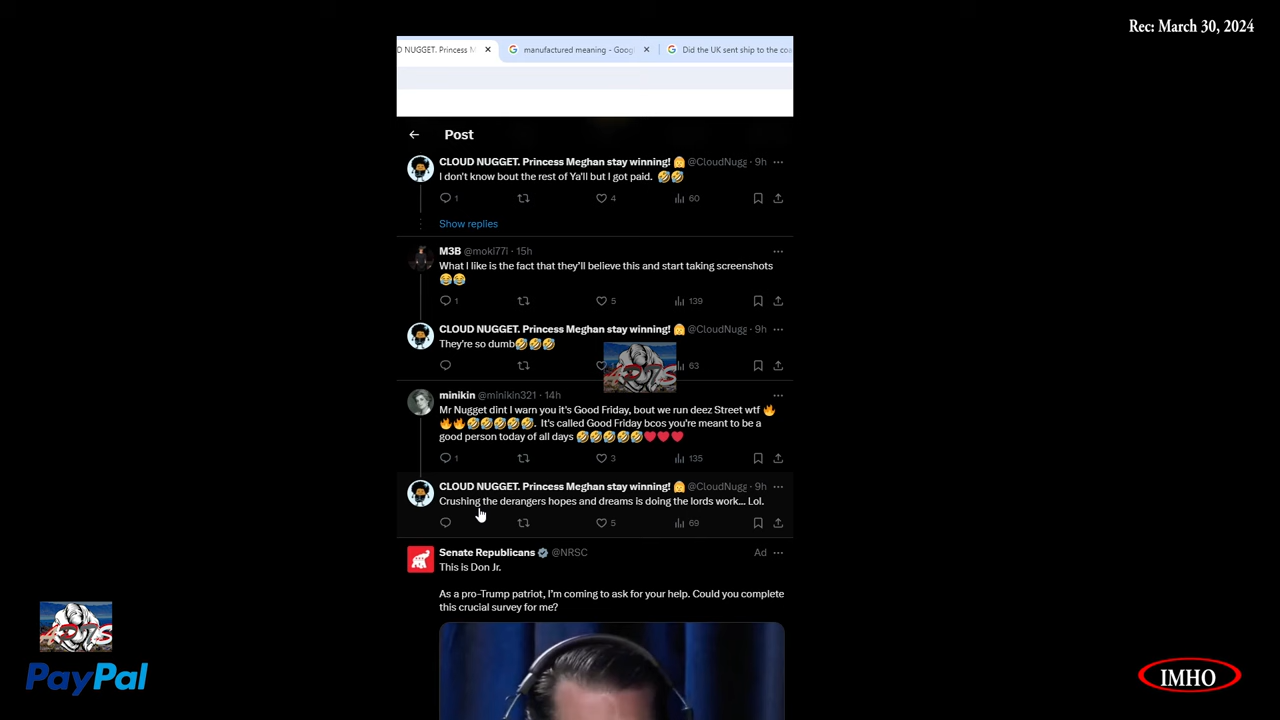 Rec: March 30, 2024
D NUGGET. Princess M
manufactured meaning - Goog
Did the UK sent ship to the coa
Post
CLOUD NUGGET. Princess Meghan stay winning! 👸 @CloudNugg · 9h
I don't know bout the rest of Ya'll but I got paid. 🤣🤣
1 4 60
Show replies
M3B @moki77i · 15h
What I like is the fact that they'll believe this and start taking screenshots
😂😂
1 5 139
CLOUD NUGGET. Princess Meghan stay winning! 👸 @CloudNugg · 9h
They're so dumb🤣🤣🤣
63
minikin @minikin321 · 14h
Mr Nugget dint I warn you it's Good Friday, bout we run deez Street wtf 🔥
🔥🔥🤣🤣🤣🤣🤣. It's called Good Friday bcos you're meant to be a
good person today of all days 🤣🤣🤣🤣🤣❤️❤️❤️
1 3 135
CLOUD NUGGET. Princess Meghan stay winning! 👸 @CloudNugg · 9h
Crushing the derangers hopes and dreams is doing the lords work... Lol.
5 69
Senate Republicans @NRSC Ad
This is Don Jr.
As a pro-Trump patriot, I'm coming to ask for your help. Could you complete
this crucial survey for me?
PayPal
IMHO